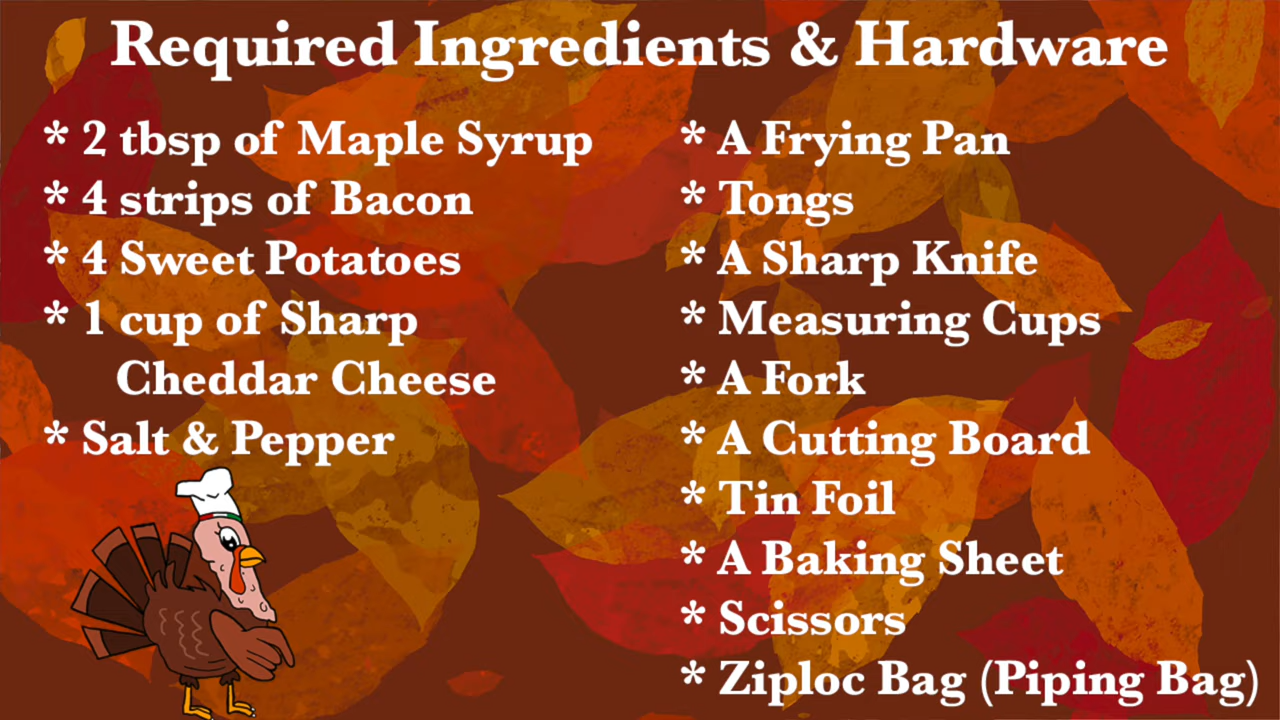 Required Ingredients & Hardware
* 2 tbsp of Maple Syrup
* 4 strips of Bacon
* 4 Sweet Potatoes
* 1 cup of Sharp
Cheddar Cheese
* Salt & Pepper
* A Frying Pan
* Tongs
* A Sharp Knife
* Measuring Cups
* A Fork
* A Cutting Board
* Tin Foil
* A Baking Sheet
* Scissors
* Ziploc Bag (Piping Bag)